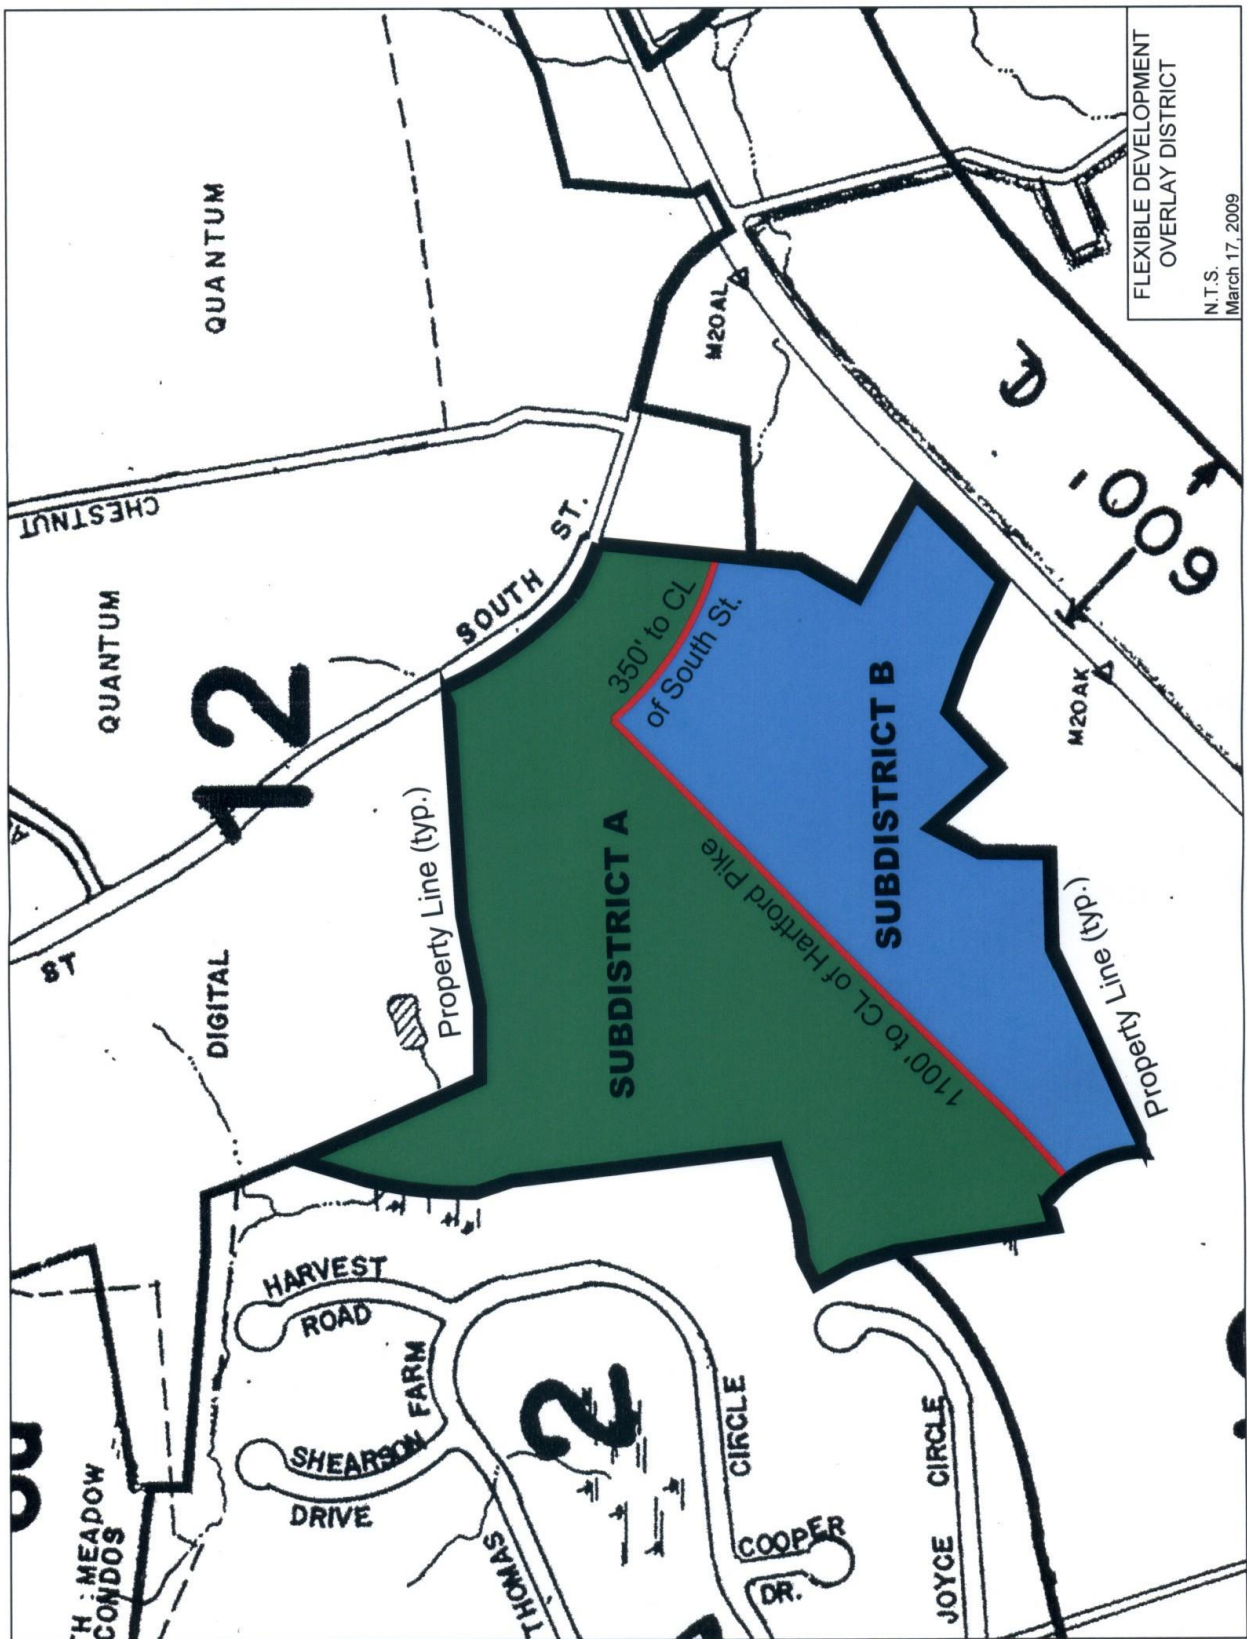 TH : MEADOW
CONDOS
HARVEST
ROAD
SHEARSON
FARM
DRIVE
THOMAS
2
CIRCLE
COOPER
DR.
JOYCE CIRCLE
ST
DIGITAL
12
QUANTUM
QUANTUM
CHESTNUT
SOUTH ST.
Property Line (typ.)
SUBDISTRICT A
350' to CL
of South St.
1100' to CL of Hartford Pike
SUBDISTRICT B
Property Line (typ.)
M20AL
M20AK
600'
FLEXIBLE DEVELOPMENT
OVERLAY DISTRICT
N.T.S.
March 17, 2009